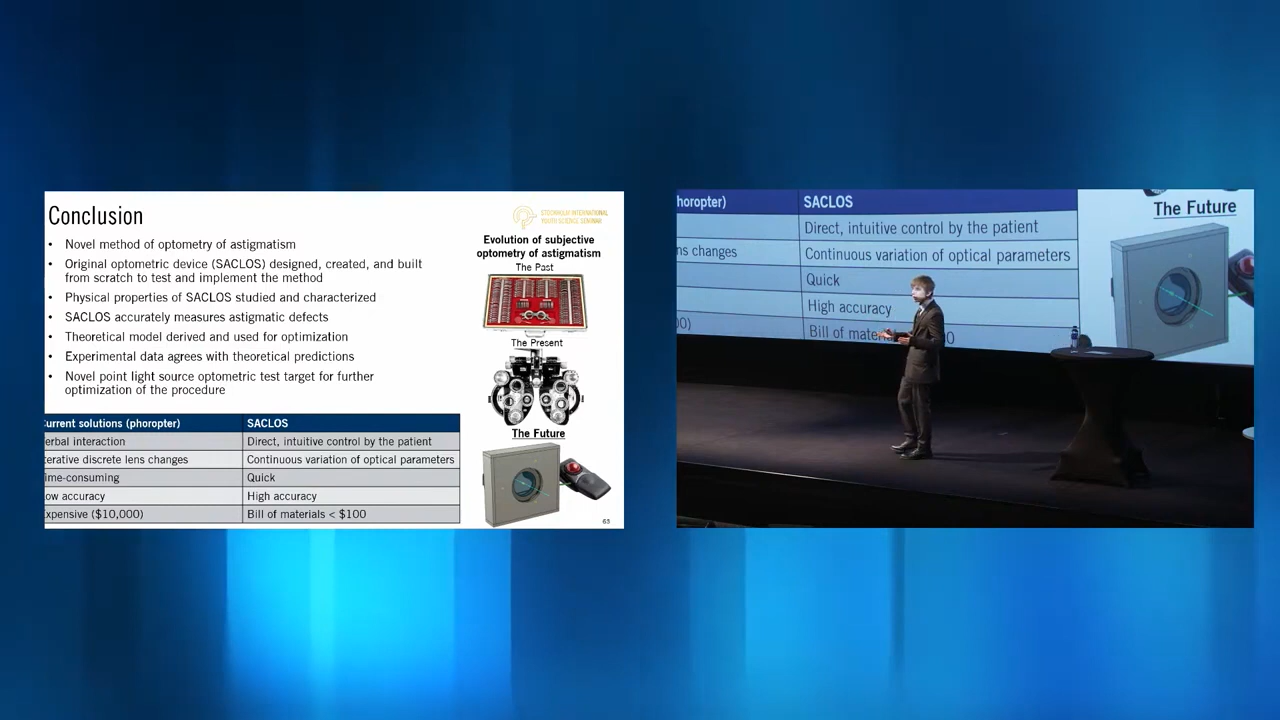 Conclusion
STOCKHOLM INTERNATIONAL
YOUTH SCIENCE SEMINAR
• Novel method of optometry of astigmatism
• Original optometric device (SACLOS) designed, created, and built
from scratch to test and implement the method
• Physical properties of SACLOS studied and characterized
• SACLOS accurately measures astigmatic defects
• Theoretical model derived and used for optimization
• Experimental data agrees with theoretical predictions
• Novel point light source optometric test target for further
optimization of the procedure
Evolution of subjective
optometry of astigmatism
The Past
The Present
The Future
urrent solutions (phoropter) SACLOS
erbal interaction Direct, intuitive control by the patient
terative discrete lens changes Continuous variation of optical parameters
ime-consuming Quick
ow accuracy High accuracy
xpensive ($10,000) Bill of materials < $100
63
horopter) SACLOS
Direct, intuitive control by the patient
ns changes Continuous variation of optical parameters
Quick
High accuracy
00) Bill of mater 0
The Future